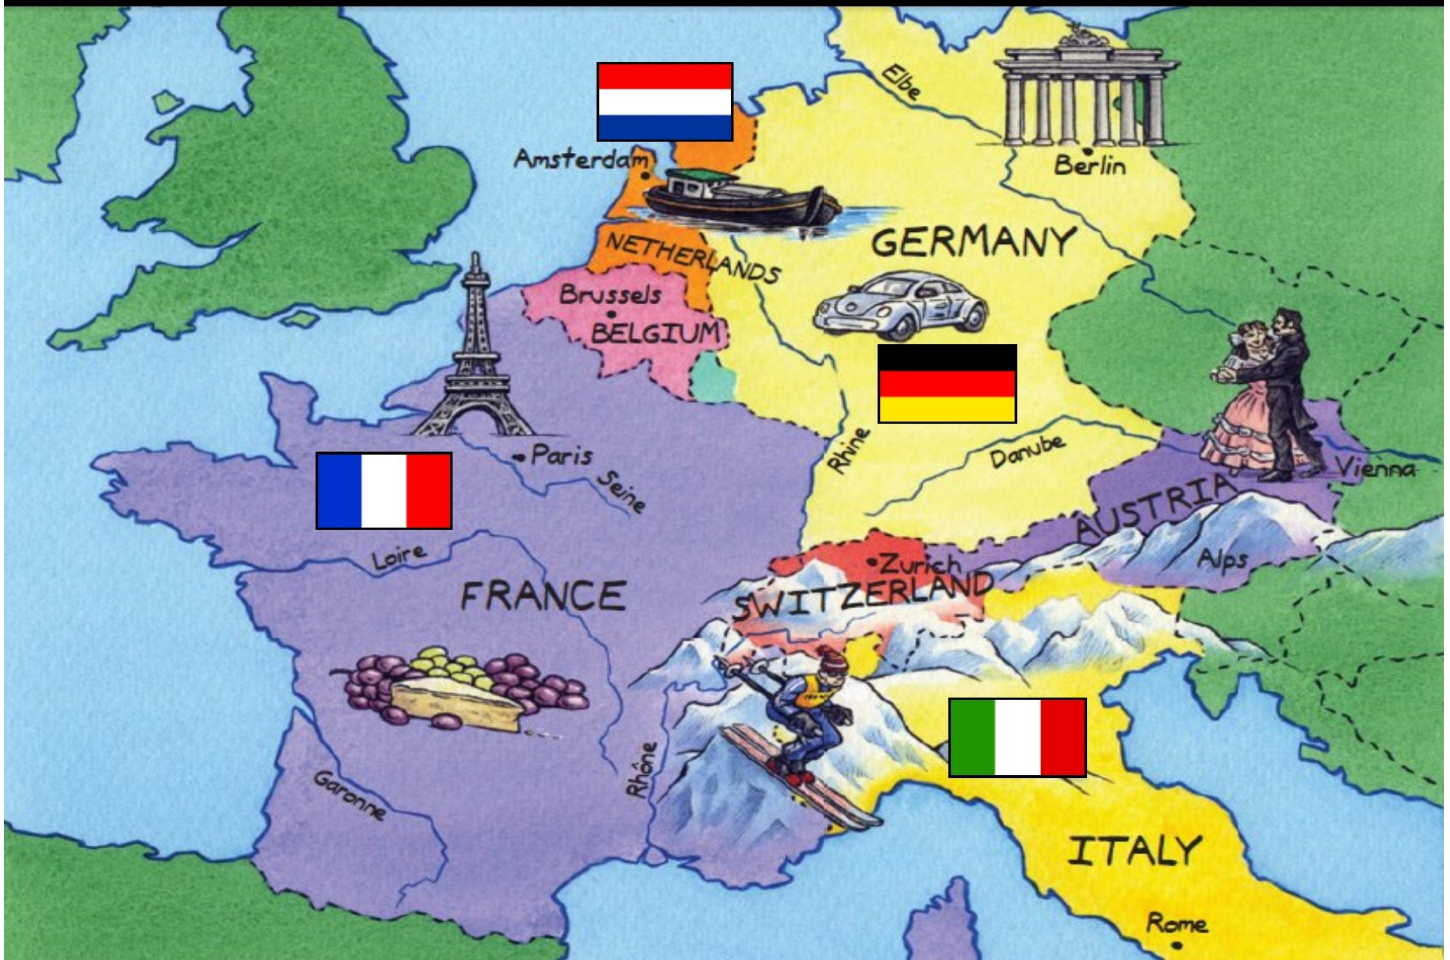 Elbe
Amsterdam
Berlin
GERMANY
NETHERLANDS
Brussels
BELGIUM
Rhine
Danube
Paris
Seine
Vienna
AUSTRIA
Loire
Alps
Zurich
SWITZERLAND
FRANCE
Rhône
Garonne
ITALY
Rome